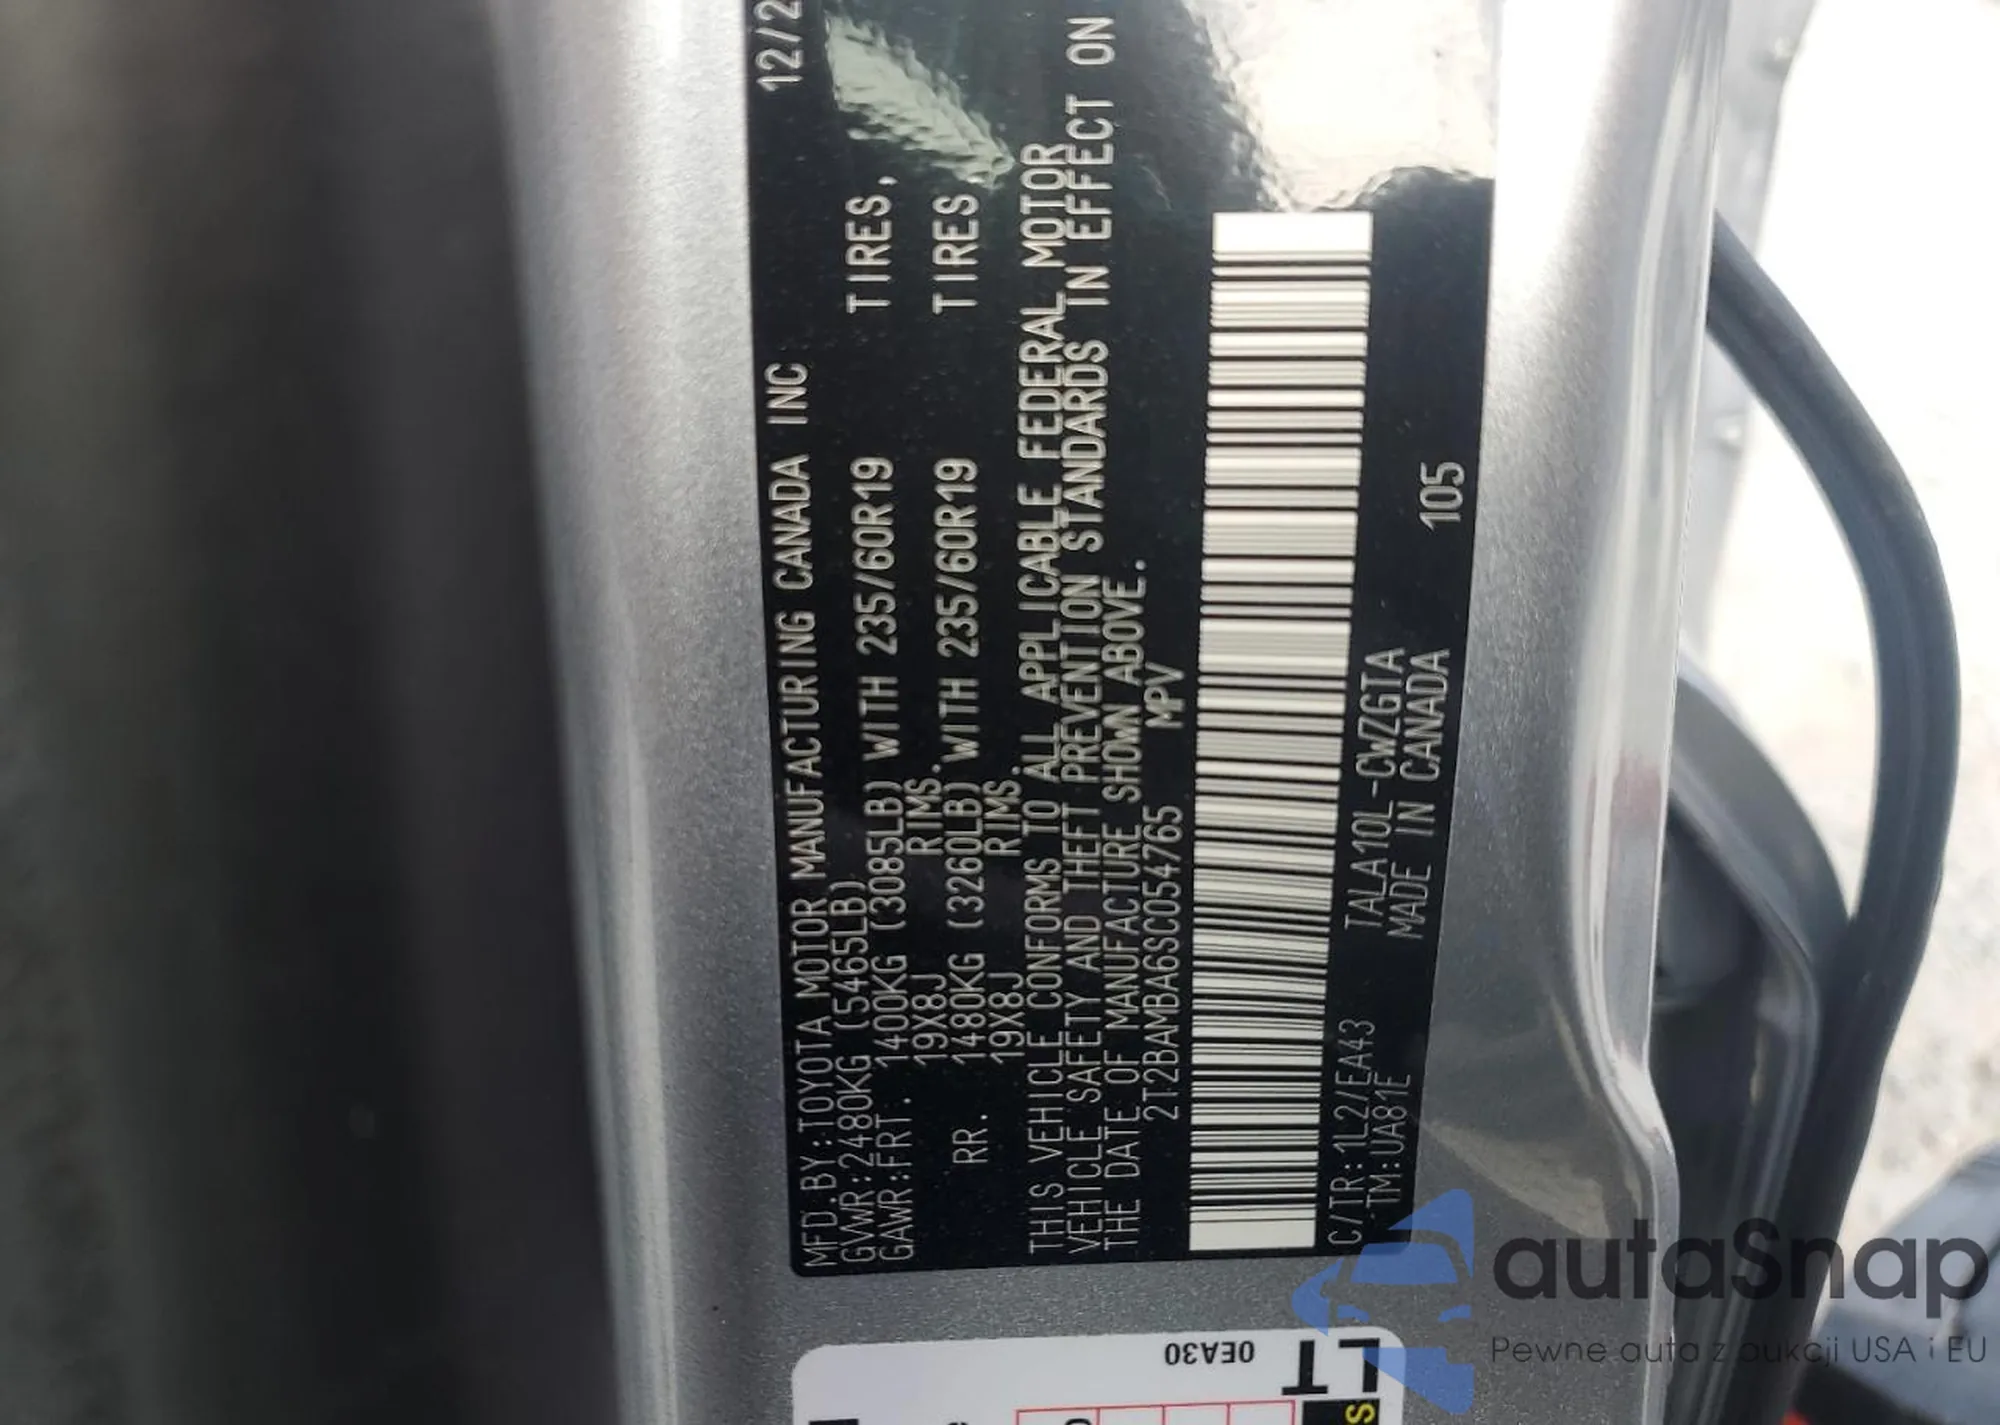 MFD.BY:TOYOTA MOTOR MANUFACTURING CANADA INC 12/2
GVWR:2480KG (5465LB)
GAWR:FRT. 1400KG (3085LB) WITH 235/60R19 TIRES,
19X8J RIMS.
RR. 1480KG (3260LB) WITH 235/60R19 TIRES
19X8J RIMS.
THIS VEHICLE CONFORMS TO ALL APPLICABLE FEDERAL MOTOR
VEHICLE SAFETY AND THEFT PREVENTION STANDARDS IN EFFECT ON
THE DATE OF MANUFACTURE SHOWN ABOVE.
2T2BAMBA6SC054765 MPV
C/TR:1L2/EA43 TALA10L-CWZGTA
TM:UA81E MADE IN CANADA 105
0EA30
LT
autaSnap
Pewne auta z aukcji USA i EU